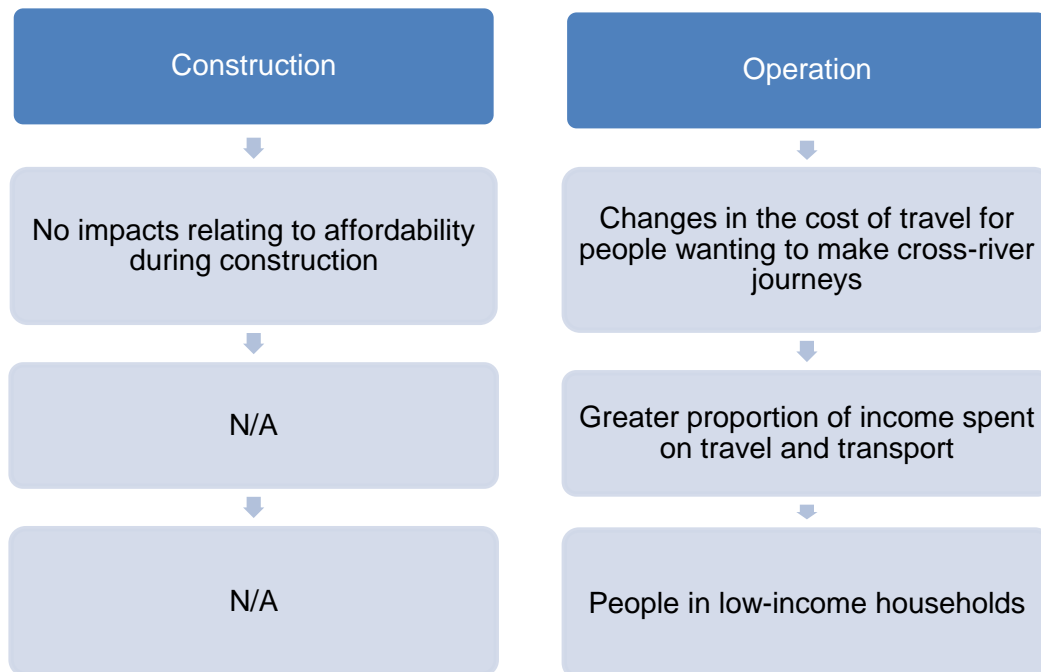 Construction
No impacts relating to affordability
during construction
N/A
N/A
Operation
Changes in the cost of travel for
people wanting to make cross-river
journeys
Greater proportion of income spent
on travel and transport
People in low-income households